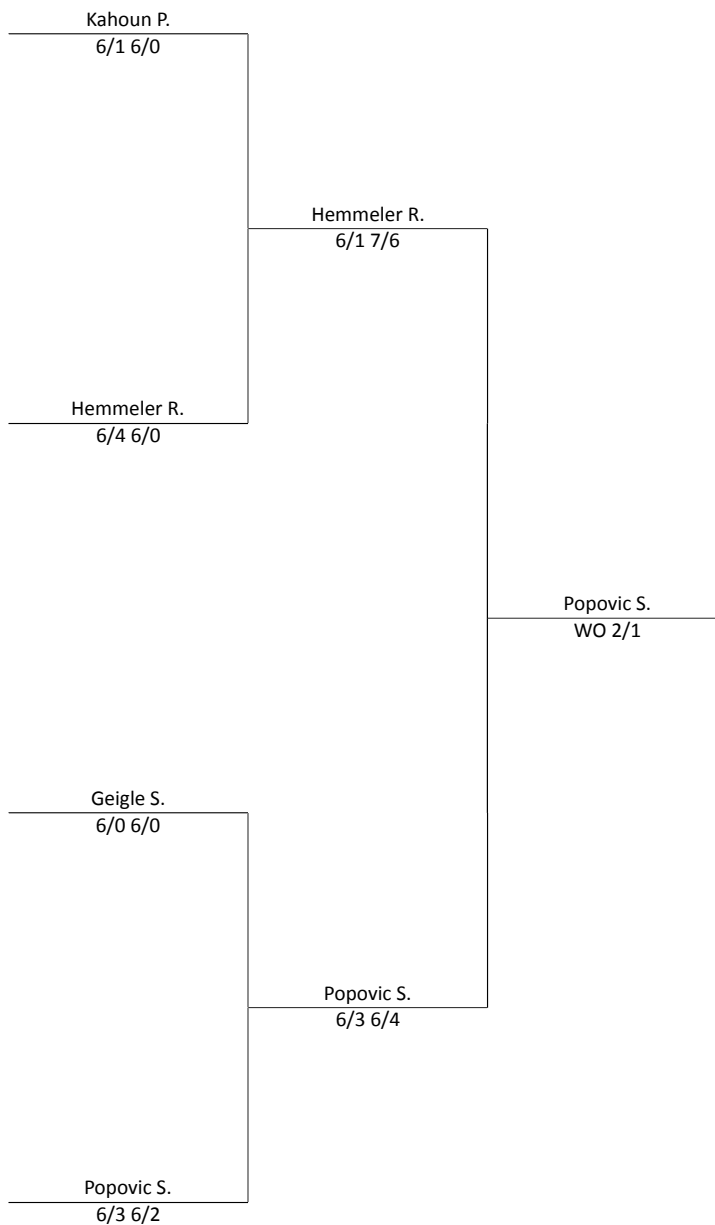 Kahoun P.
6/1 6/0
Hemmeler R.
6/1 7/6
Hemmeler R.
6/4 6/0
Popovic S.
WO 2/1
Geigle S.
6/0 6/0
Popovic S.
6/3 6/4
Popovic S.
6/3 6/2